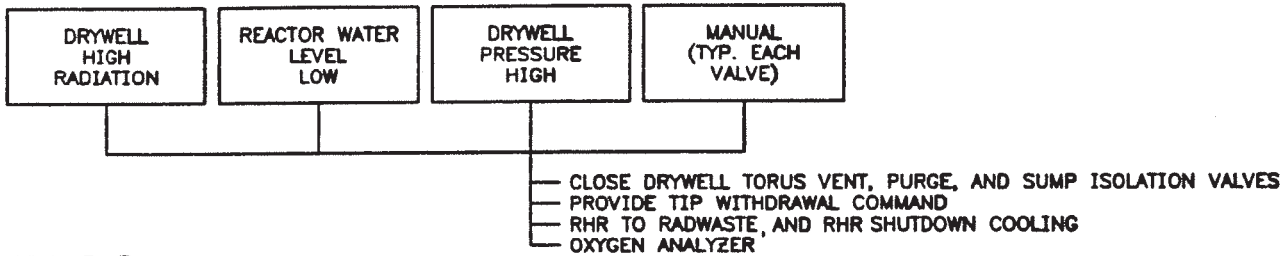 DRYWELL
HIGH
RADIATION
REACTOR WATER
LEVEL
LOW
DRYWELL
PRESSURE
HIGH
MANUAL
(TYP. EACH
VALVE)
CLOSE DRYWELL TORUS VENT, PURGE, AND SUMP ISOLATION VALVES
PROVIDE TIP WITHDRAWAL COMMAND
RHR TO RADWASTE, AND RHR SHUTDOWN COOLING
OXYGEN ANALYZER